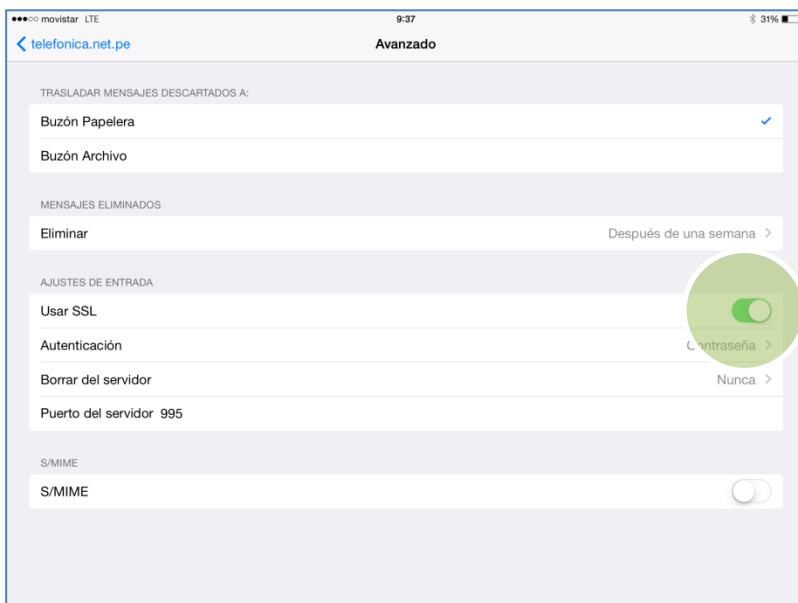 movistar LTE 9:37 31%
telefonica.net.pe Avanzado
TRASLADAR MENSAJES DESCARTADOS A:
Buzón Papelera
Buzón Archivo
MENSAJES ELIMINADOS
Eliminar Después de una semana
AJUSTES DE ENTRADA
Usar SSL
Autenticación Contraseña
Borrar del servidor Nunca
Puerto del servidor 995
S/MIME
S/MIME